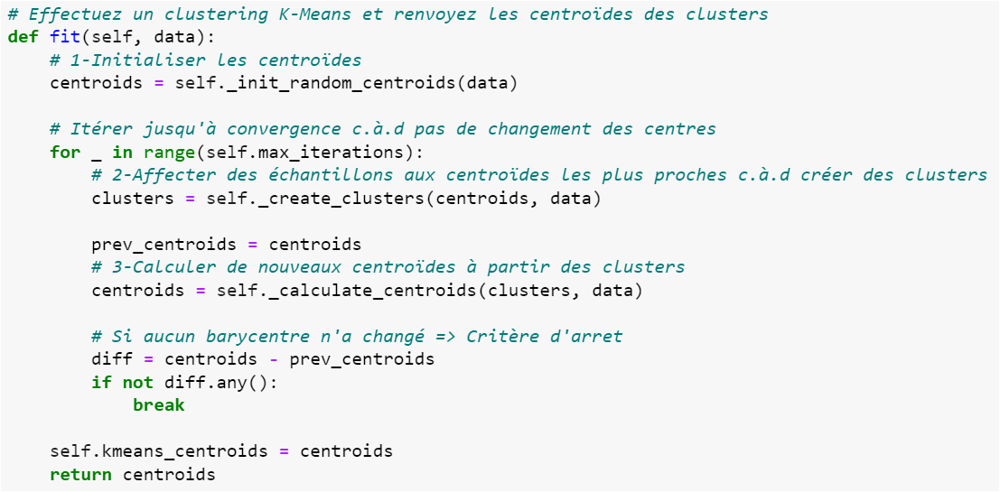 # Effectuez un clustering K-Means et renvoyez les centroïdes des clusters
def fit(self, data):
    # 1-Initialiser les centroïdes
    centroids = self._init_random_centroids(data)

    # Itérer jusqu'à convergence c.à.d pas de changement des centres
    for _ in range(self.max_iterations):
        # 2-Affecter des échantillons aux centroïdes les plus proches c.à.d créer des clusters
        clusters = self._create_clusters(centroids, data)

        prev_centroids = centroids
        # 3-Calculer de nouveaux centroïdes à partir des clusters
        centroids = self._calculate_centroids(clusters, data)

        # Si aucun barycentre n'a changé => Critère d'arret
        diff = centroids - prev_centroids
        if not diff.any():
            break

    self.kmeans_centroids = centroids
    return centroids